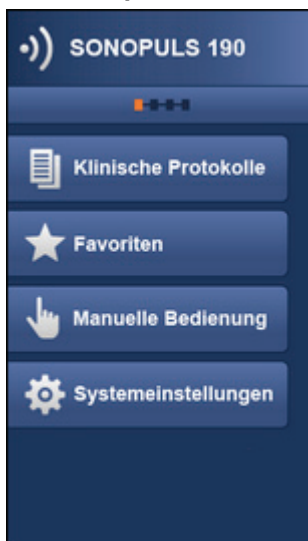 SONOPULS 190
Klinische Protokolle
Favoriten
Manuelle Bedienung
Systemeinstellungen